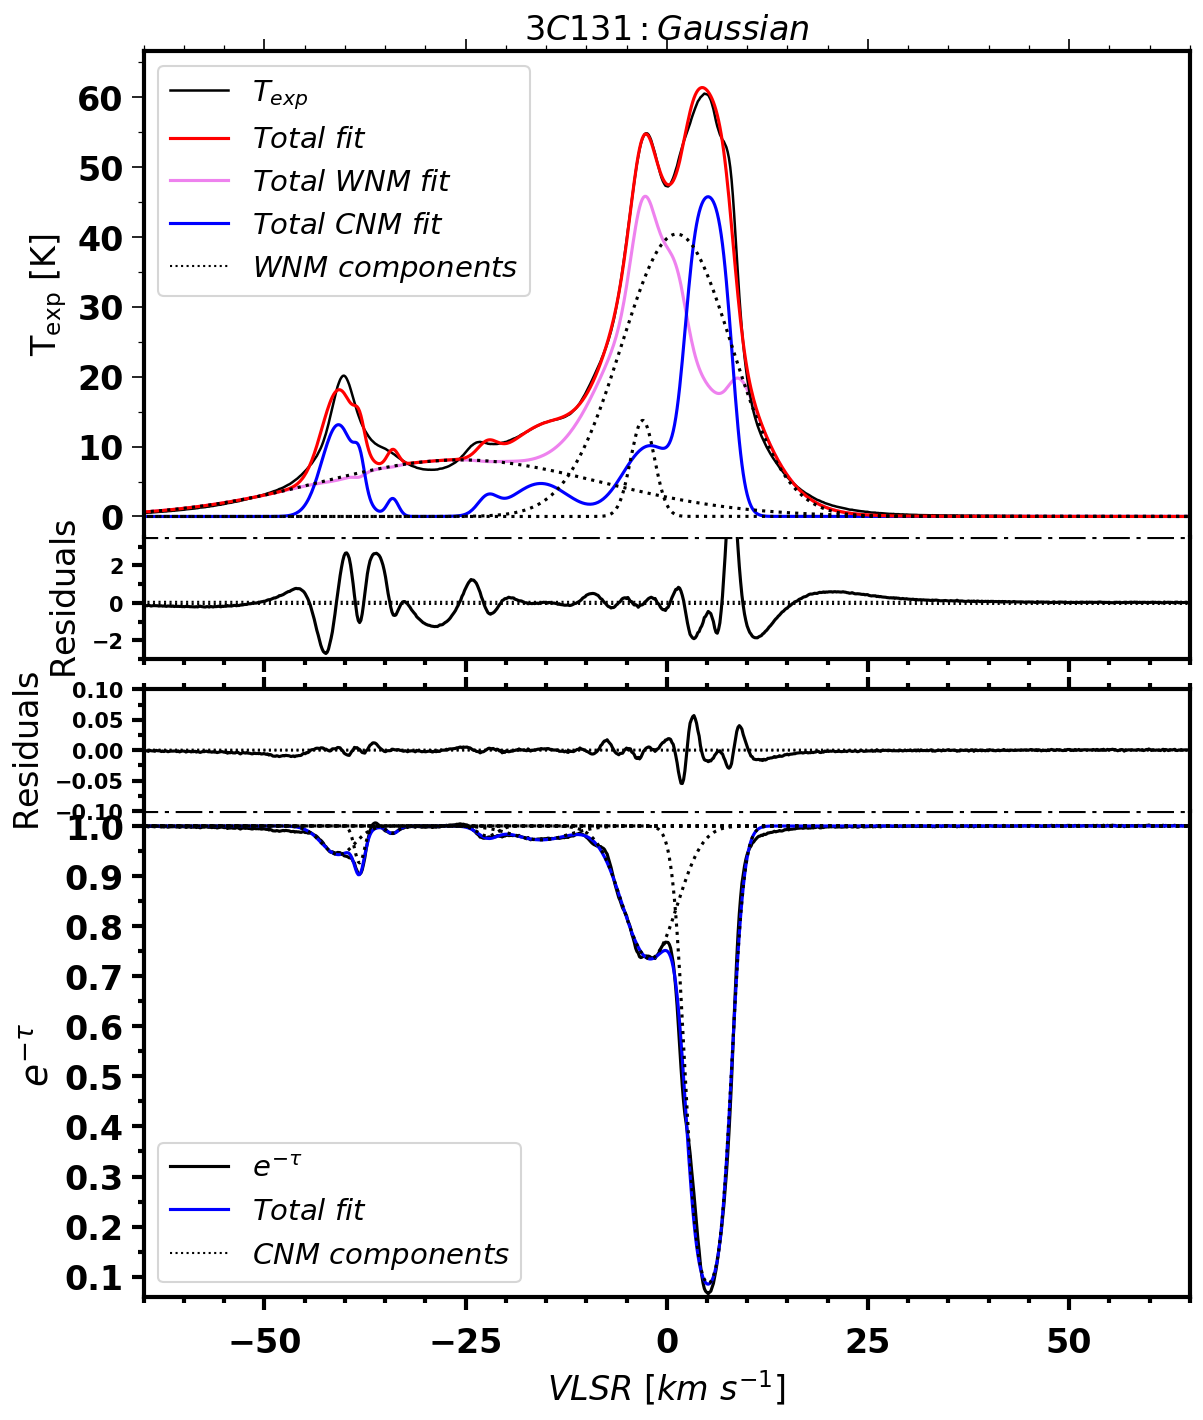 3C131 : Gaussian
T_exp
Total fit
Total WNM fit
Total CNM fit
WNM components
T_exp [K]
60
50
40
30
20
10
0
Residuals
2
0
−2
Residuals
0.10
0.05
0.00
−0.05
−0.10
1.0
0.9
0.8
0.7
0.6
0.5
0.4
0.3
0.2
0.1
e^{−τ}
e^{−τ}
Total fit
CNM components
−50 −25 0 25 50
VLSR [km s^{−1}]